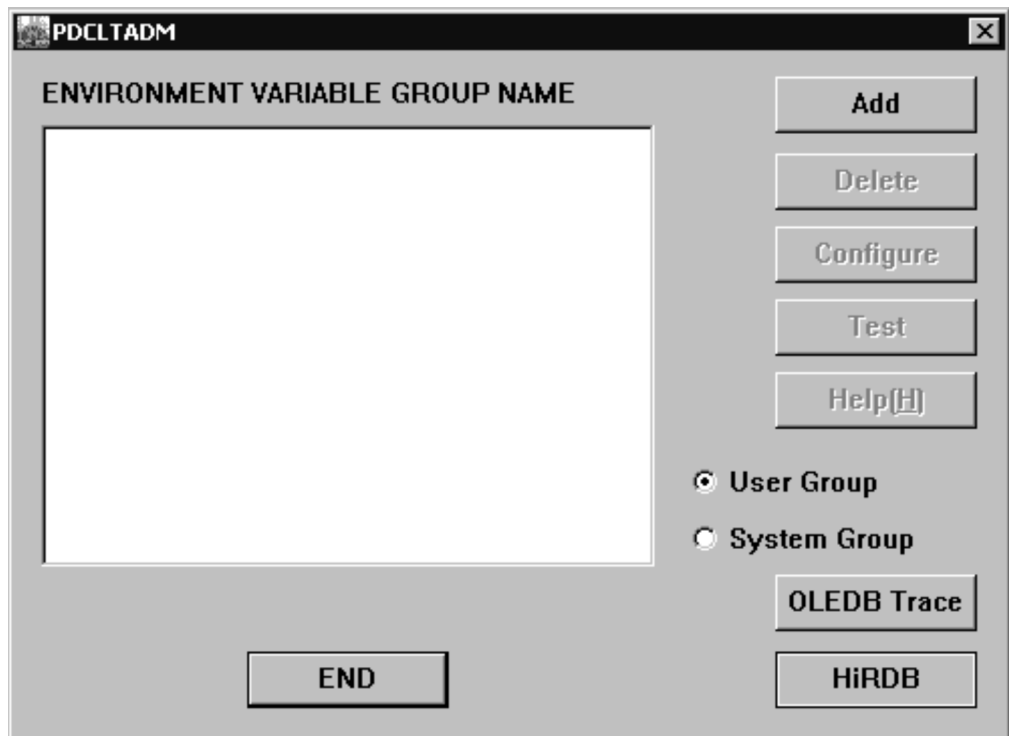 PDCLTADM
ENVIRONMENT VARIABLE GROUP NAME
Add
Delete
Configure
Test
Help(H)
User Group
System Group
OLEDB Trace
END
HiRDB